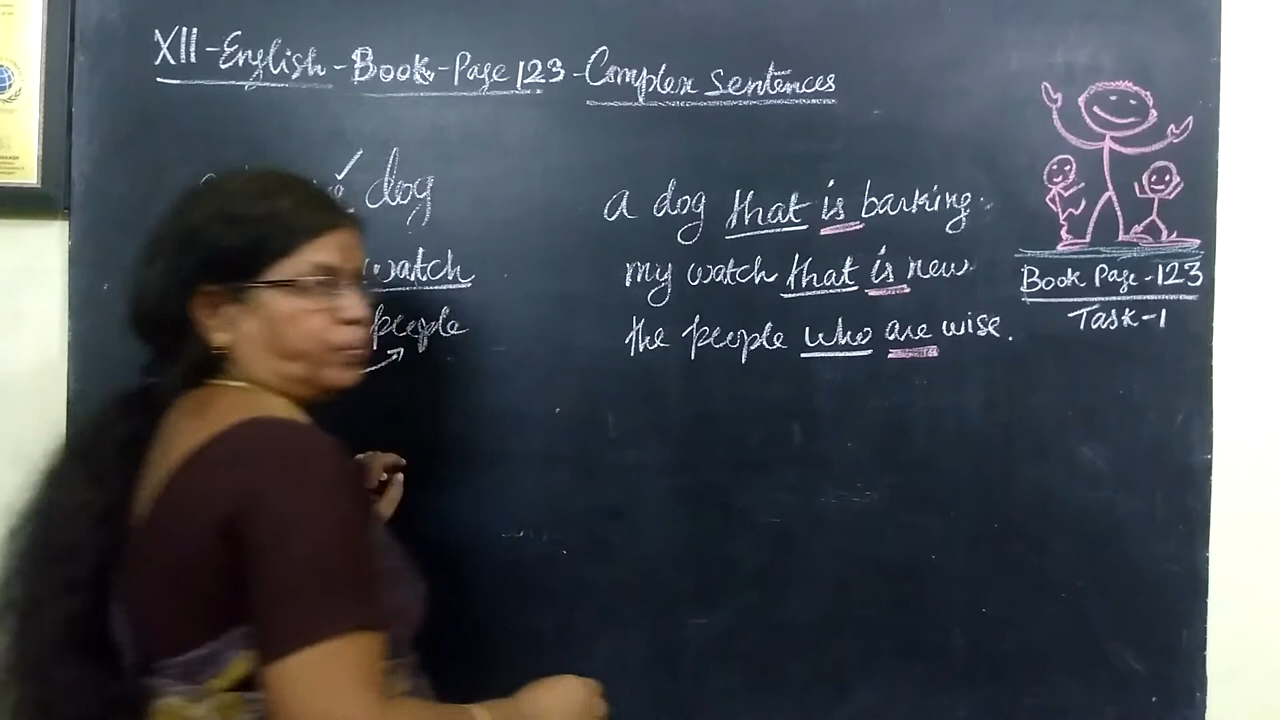 XII-English-Book-Page 123-Complex Sentences
dog
watch
people
a dog that is barking.
my watch that is new
the people who are wise.
Book Page-123
Task-1